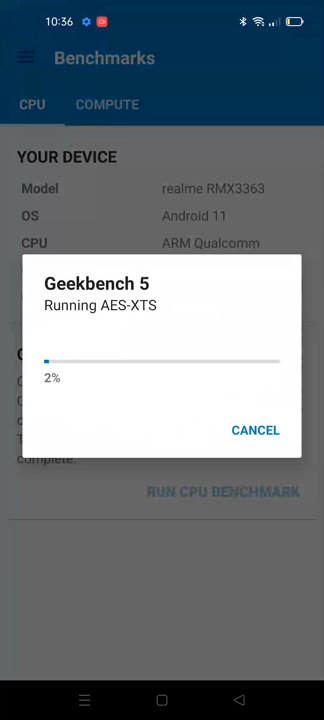 10:36
Benchmarks
CPU COMPUTE
YOUR DEVICE
Model realme RMX3363
OS Android 11
CPU ARM Qualcomm
Geekbench 5
Running AES-XTS
2%
CANCEL
complete.
RUN CPU BENCHMARK